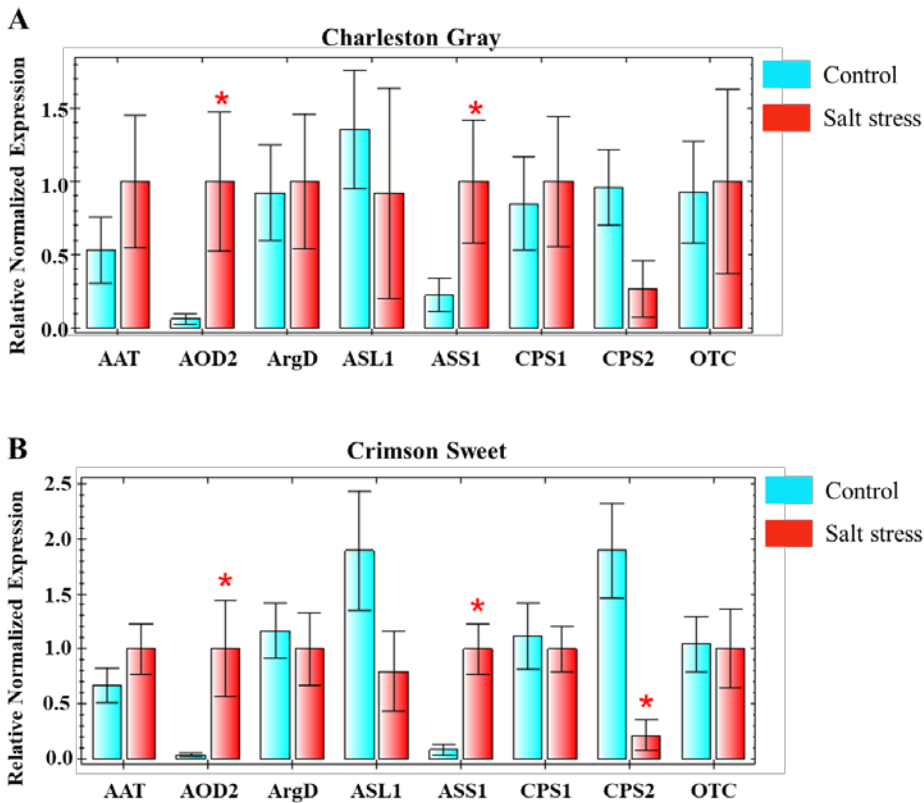 A
Charleston Gray
Relative Normalized Expression
1.5
1.0
0.5
0.0
*
*
AAT AOD2 ArgD ASL1 ASS1 CPS1 CPS2 OTC
Control
Salt stress
B
Crimson Sweet
Relative Normalized Expression
2.5
2.0
1.5
1.0
0.5
0.0
*
*
*
AAT AOD2 ArgD ASL1 ASS1 CPS1 CPS2 OTC
Control
Salt stress